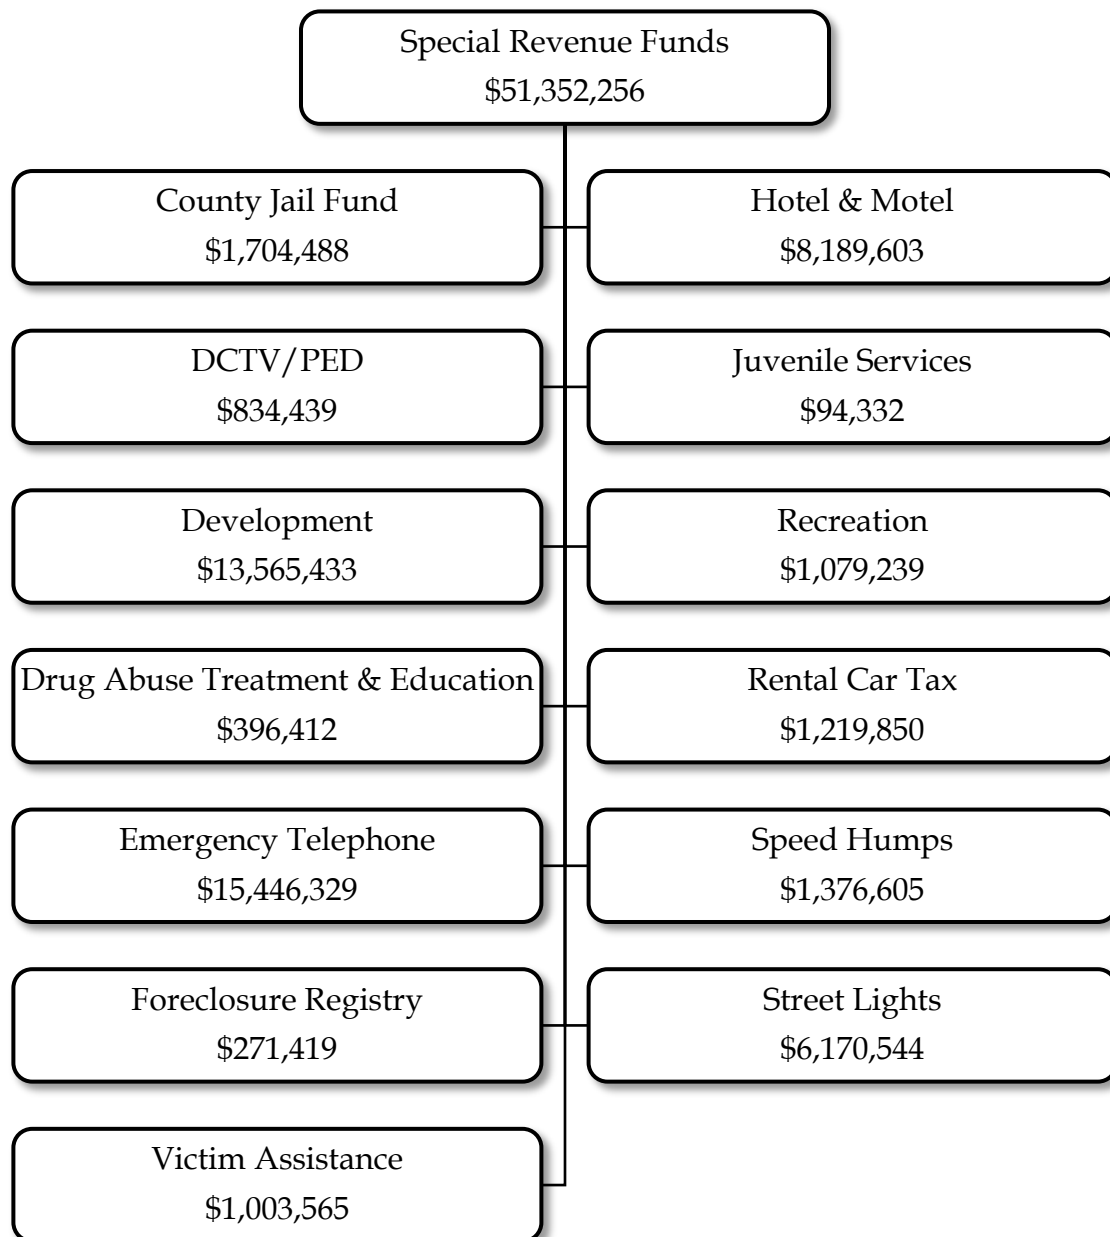 Special Revenue Funds
$51,352,256
County Jail Fund
$1,704,488
Hotel & Motel
$8,189,603
DCTV/PED
$834,439
Juvenile Services
$94,332
Development
$13,565,433
Recreation
$1,079,239
Drug Abuse Treatment & Education
$396,412
Rental Car Tax
$1,219,850
Emergency Telephone
$15,446,329
Speed Humps
$1,376,605
Foreclosure Registry
$271,419
Street Lights
$6,170,544
Victim Assistance
$1,003,565